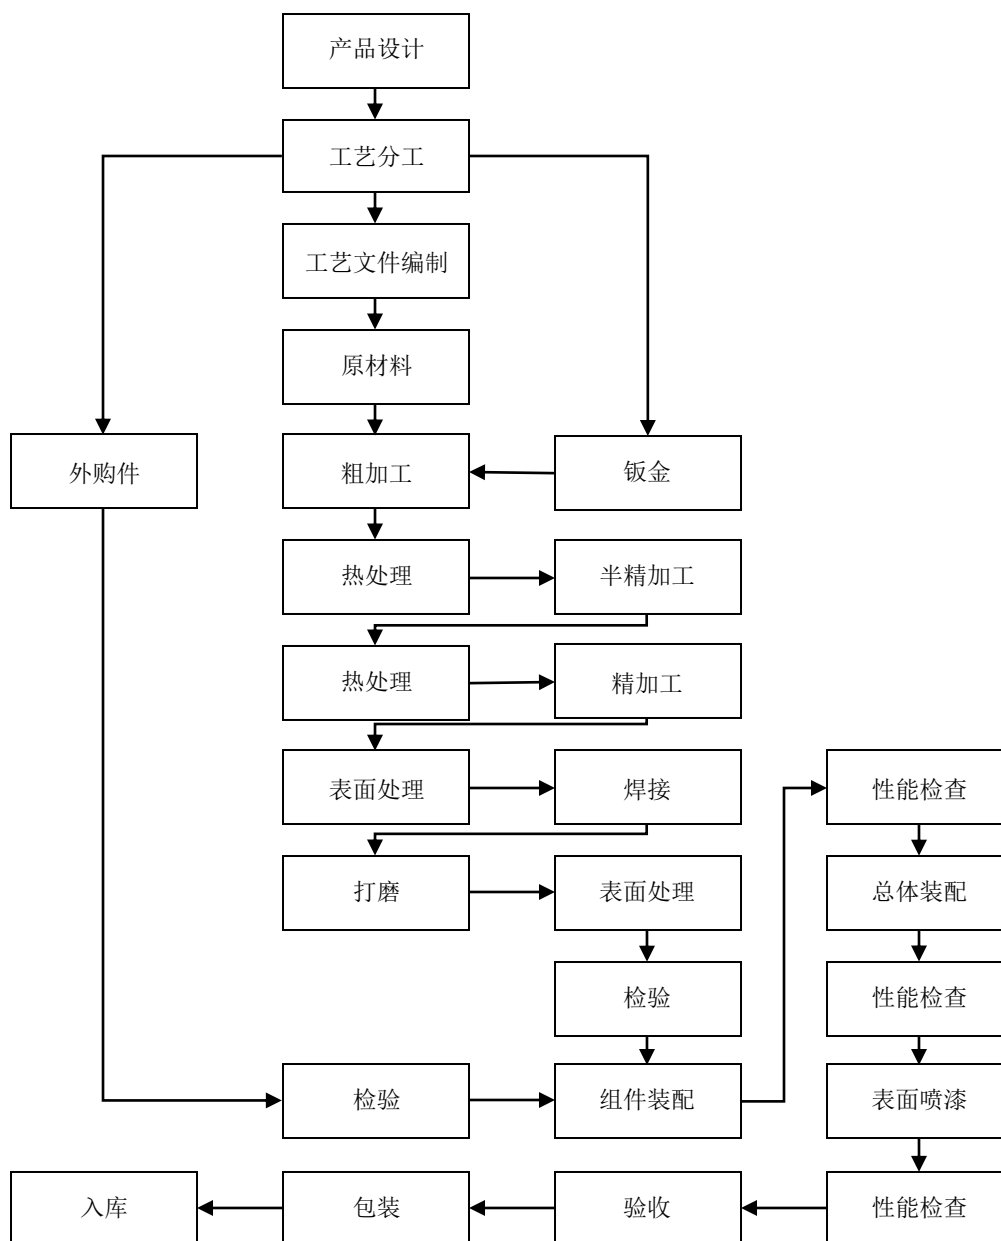 产品设计
工艺分工
工艺文件编制
原材料
外购件
粗加工
钣金
热处理
半精加工
热处理
精加工
表面处理
焊接
性能检查
打磨
表面处理
总体装配
检验
性能检查
检验
组件装配
表面喷漆
入库
包装
验收
性能检查